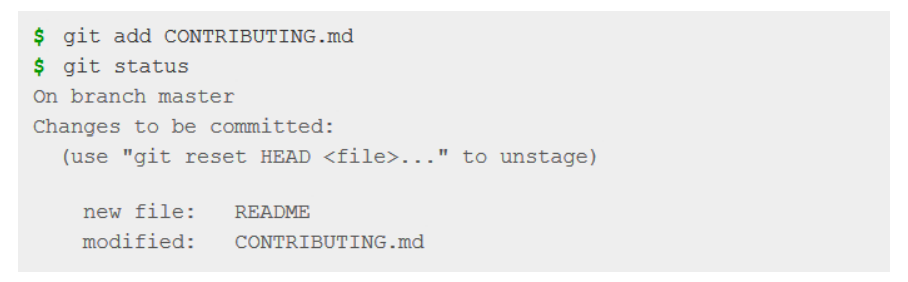 $ git add CONTRIBUTING.md
$ git status
On branch master
Changes to be committed:
  (use "git reset HEAD <file>..." to unstage)

    new file:   README
    modified:   CONTRIBUTING.md